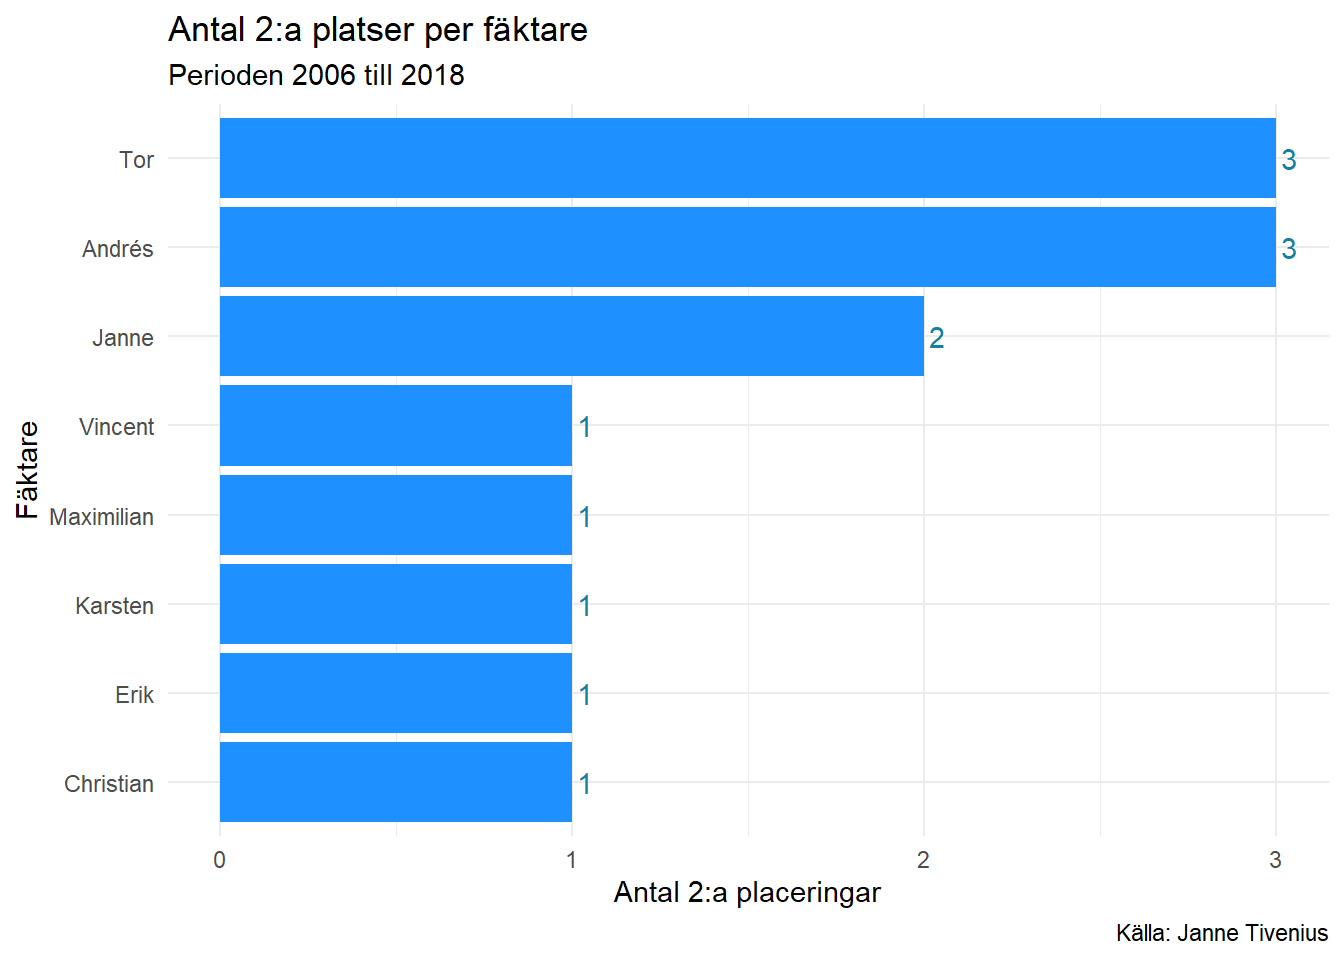 Antal 2:a platser per fäktare
Perioden 2006 till 2018
Fäktare
Tor
3
Andrés
3
Janne
2
Vincent
1
Maximilian
1
Karsten
1
Erik
1
Christian
1
0 1 2 3
Antal 2:a placeringar
Källa: Janne Tivenius